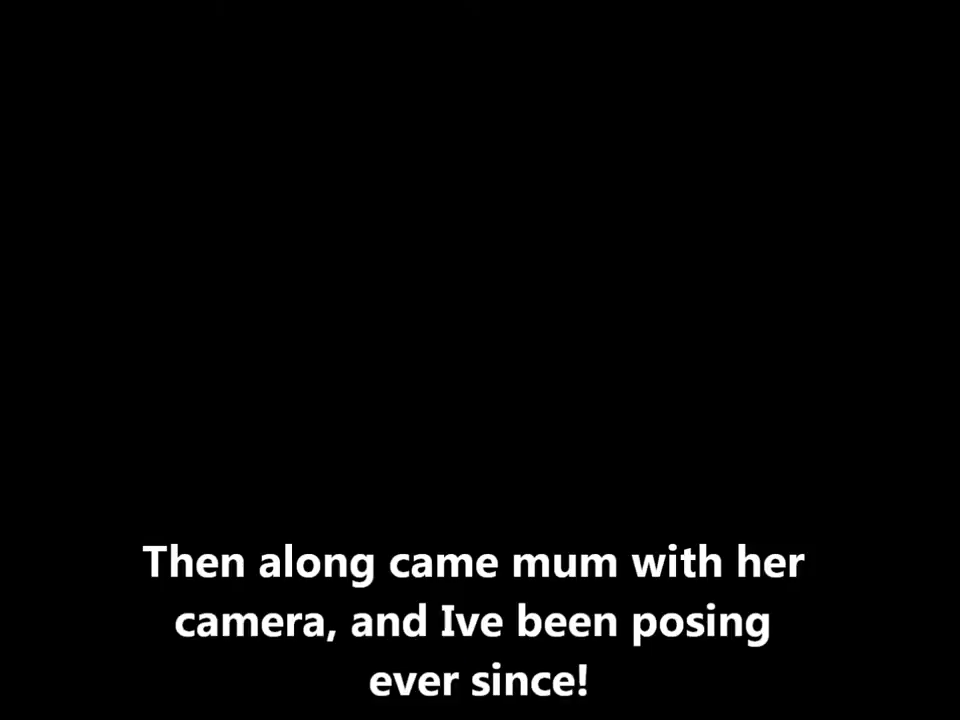 Then along came mum with her
camera, and Ive been posing
ever since!